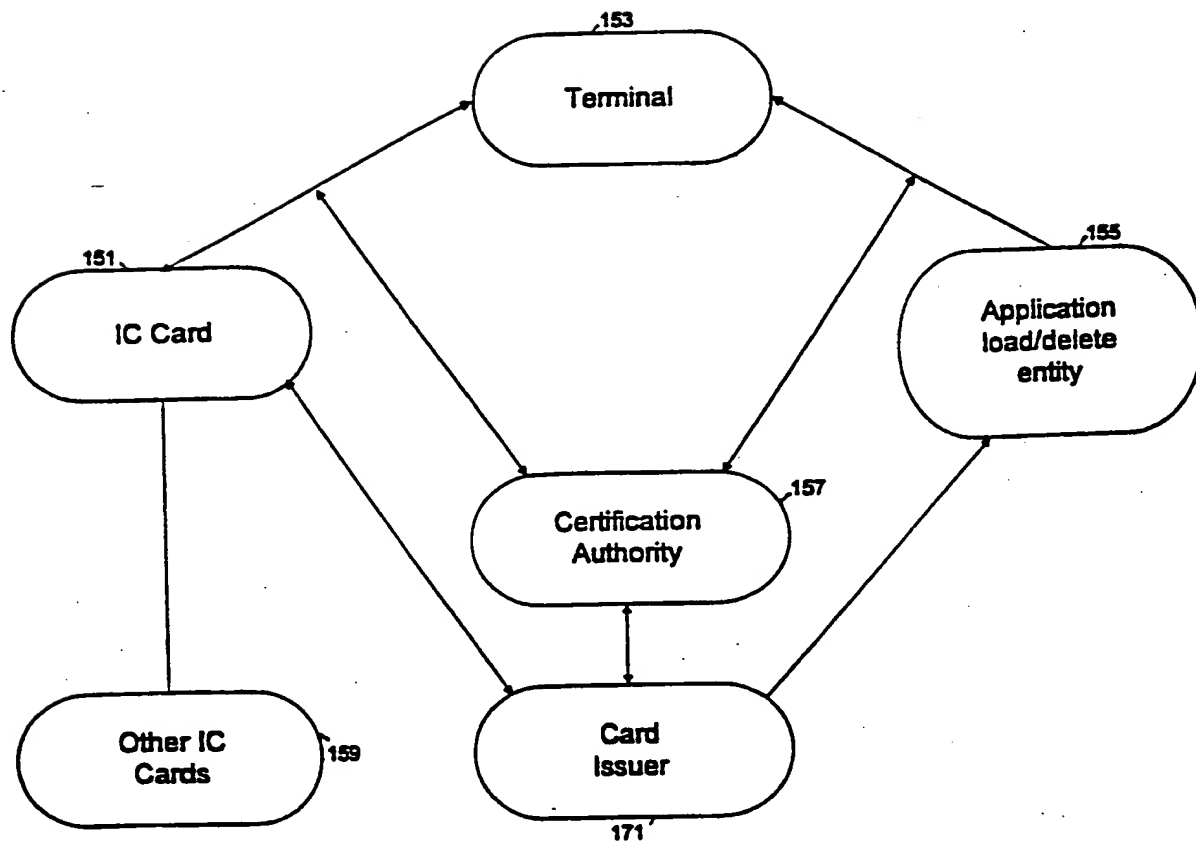 153
Terminal
151
IC Card
155
Application
load/delete
entity
157
Certification
Authority
159
Other IC
Cards
Card
Issuer
171